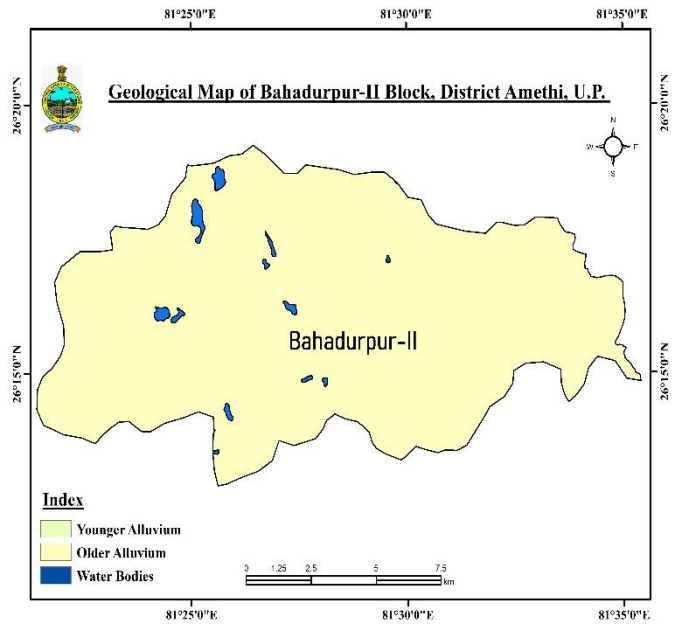 81°25'0"E 81°30'0"E 81°35'0"E
Geological Map of Bahadurpur-II Block, District Amethi, U.P.
26°20'0"N 26°20'0"N
N
W E
S
Bahadurpur-II
26°15'0"N 26°15'0"N
Index
Younger Alluvium
Older Alluvium
Water Bodies
0 1.25 2.5 5 7.5
km
81°25'0"E 81°30'0"E 81°35'0"E